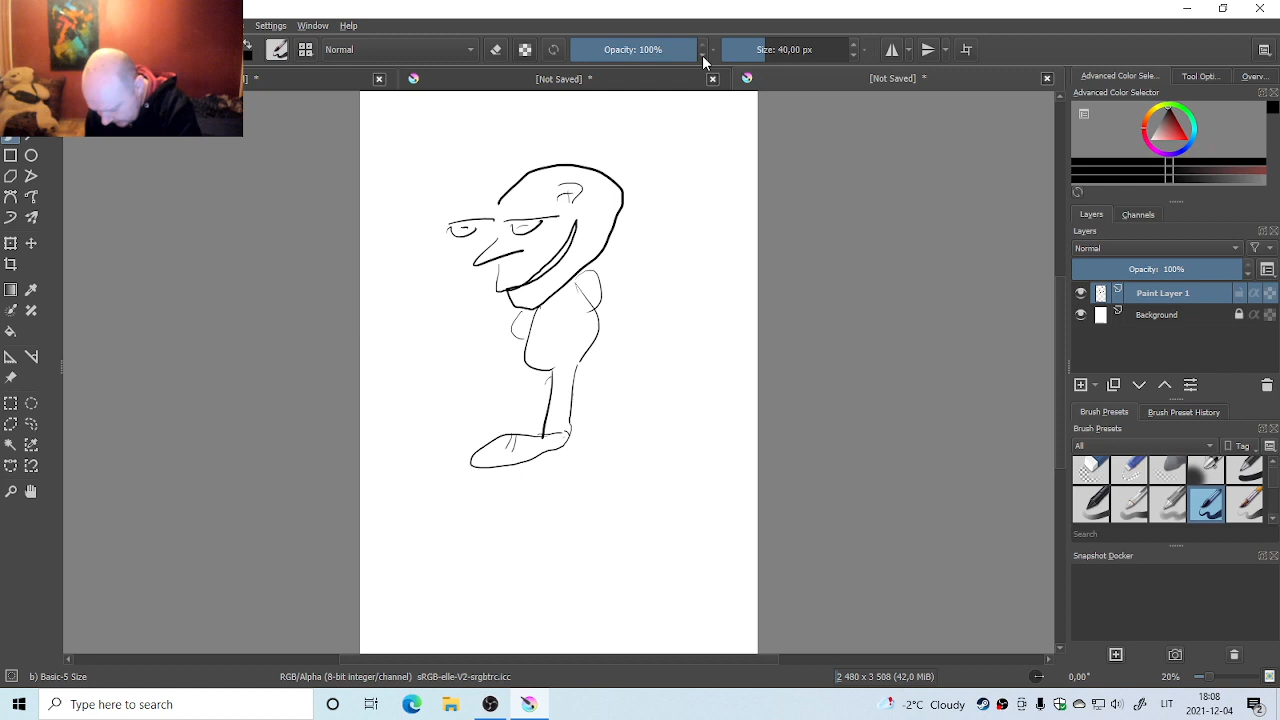 Settings Window Help
Normal Opacity: 100% Size: 40,00 px
* [Not Saved] * [Not Saved] *
Advanced Color Sele... Tool Opti... Overv...
Advanced Color Selector
Layers Channels
Layers
Normal
Opacity: 100%
Paint Layer 1
Background
Brush Presets Brush Preset History
Brush Presets
All Tag
Search
Snapshot Docker
b) Basic-5 Size RGB/Alpha (8-bit integer/channel) sRGB-elle-V2-srgbtrc.icc 2 480 x 3 508 (42,0 MiB) 0,00° 20%
Type here to search -2°C Cloudy LIT 18:08
2021-12-04 2